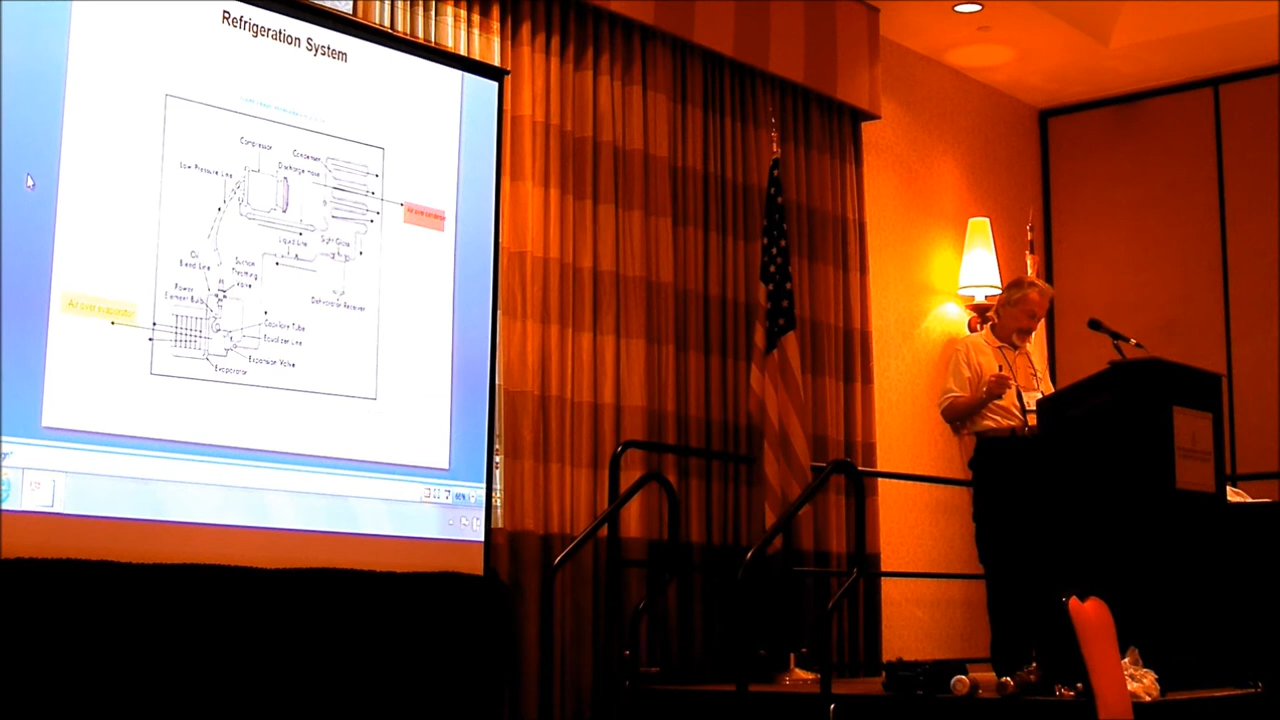 Refrigeration System
Compressor
Condenser
Low Pressure Line
Discharge Hose
Air over condenser
Sight Glass
Liquid Line
Oil
Bleed Line
Suction
Throttling
Valve
Power
Element Bulb
Dehydrator Receiver
Air over evaporator
Capillary Tube
Equalizer Line
Expansion Valve
Evaporator